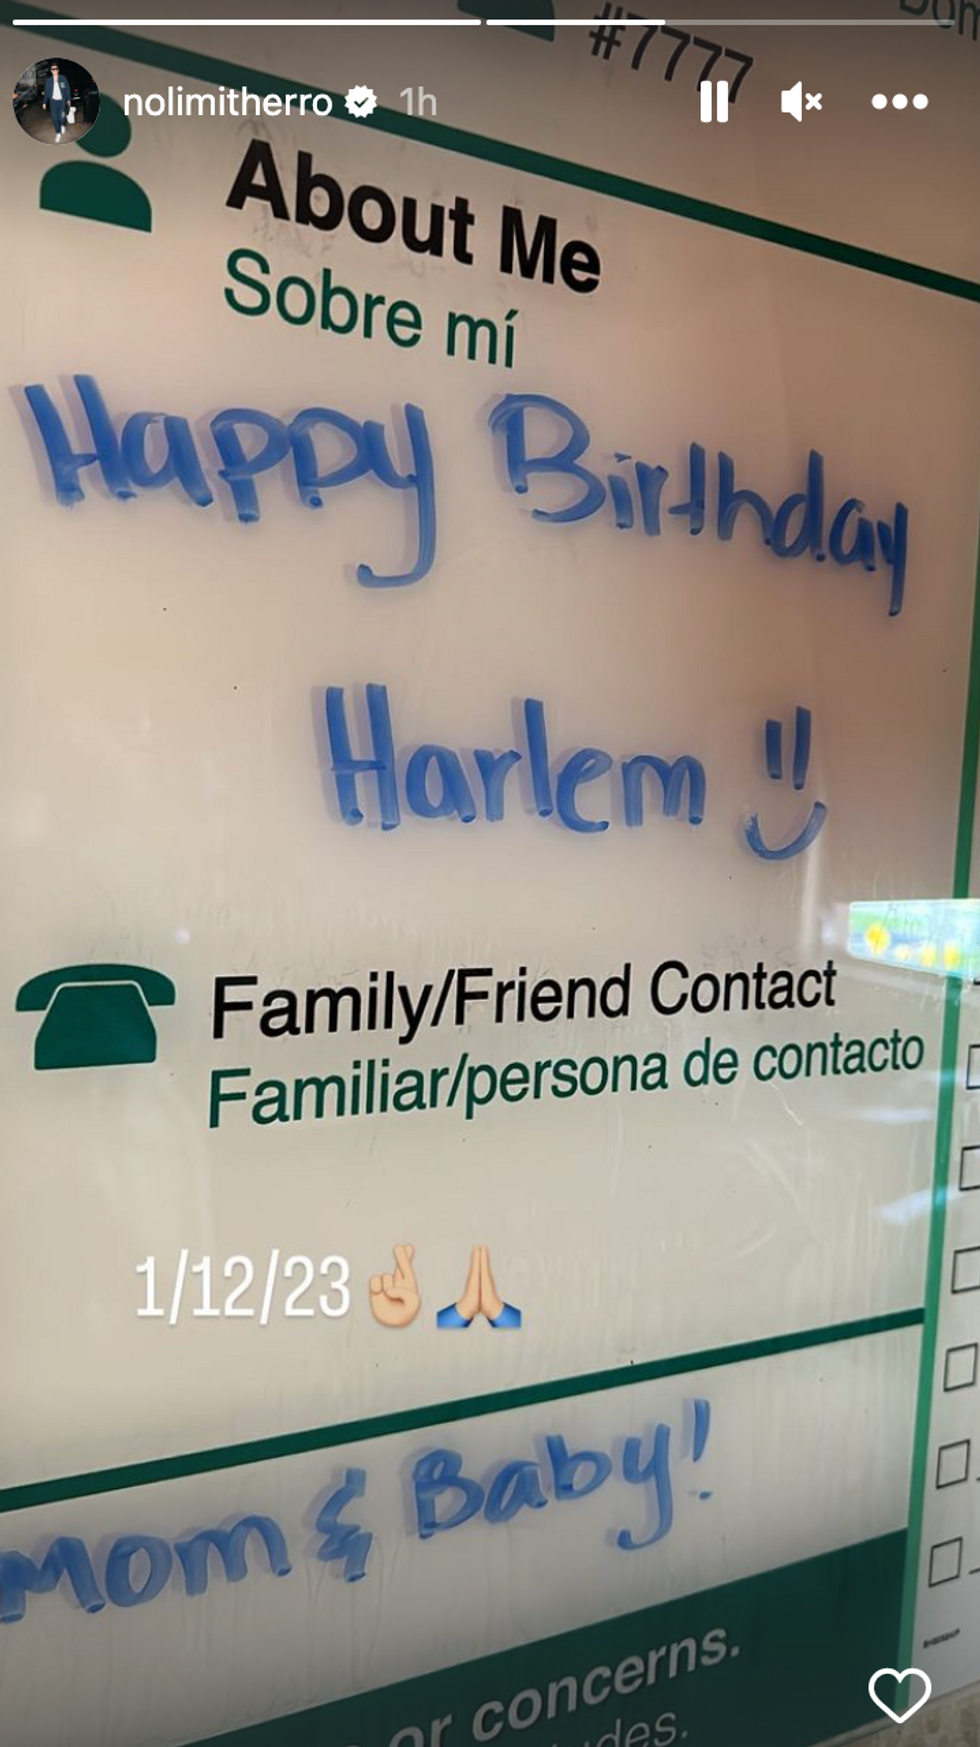 #7777
nolimitherro 1h
About Me
Sobre mí
Happy Birthday
Harlem
Family/Friend Contact
Familiar/persona de contacto
1/12/23
Mom & Baby!
or concerns.